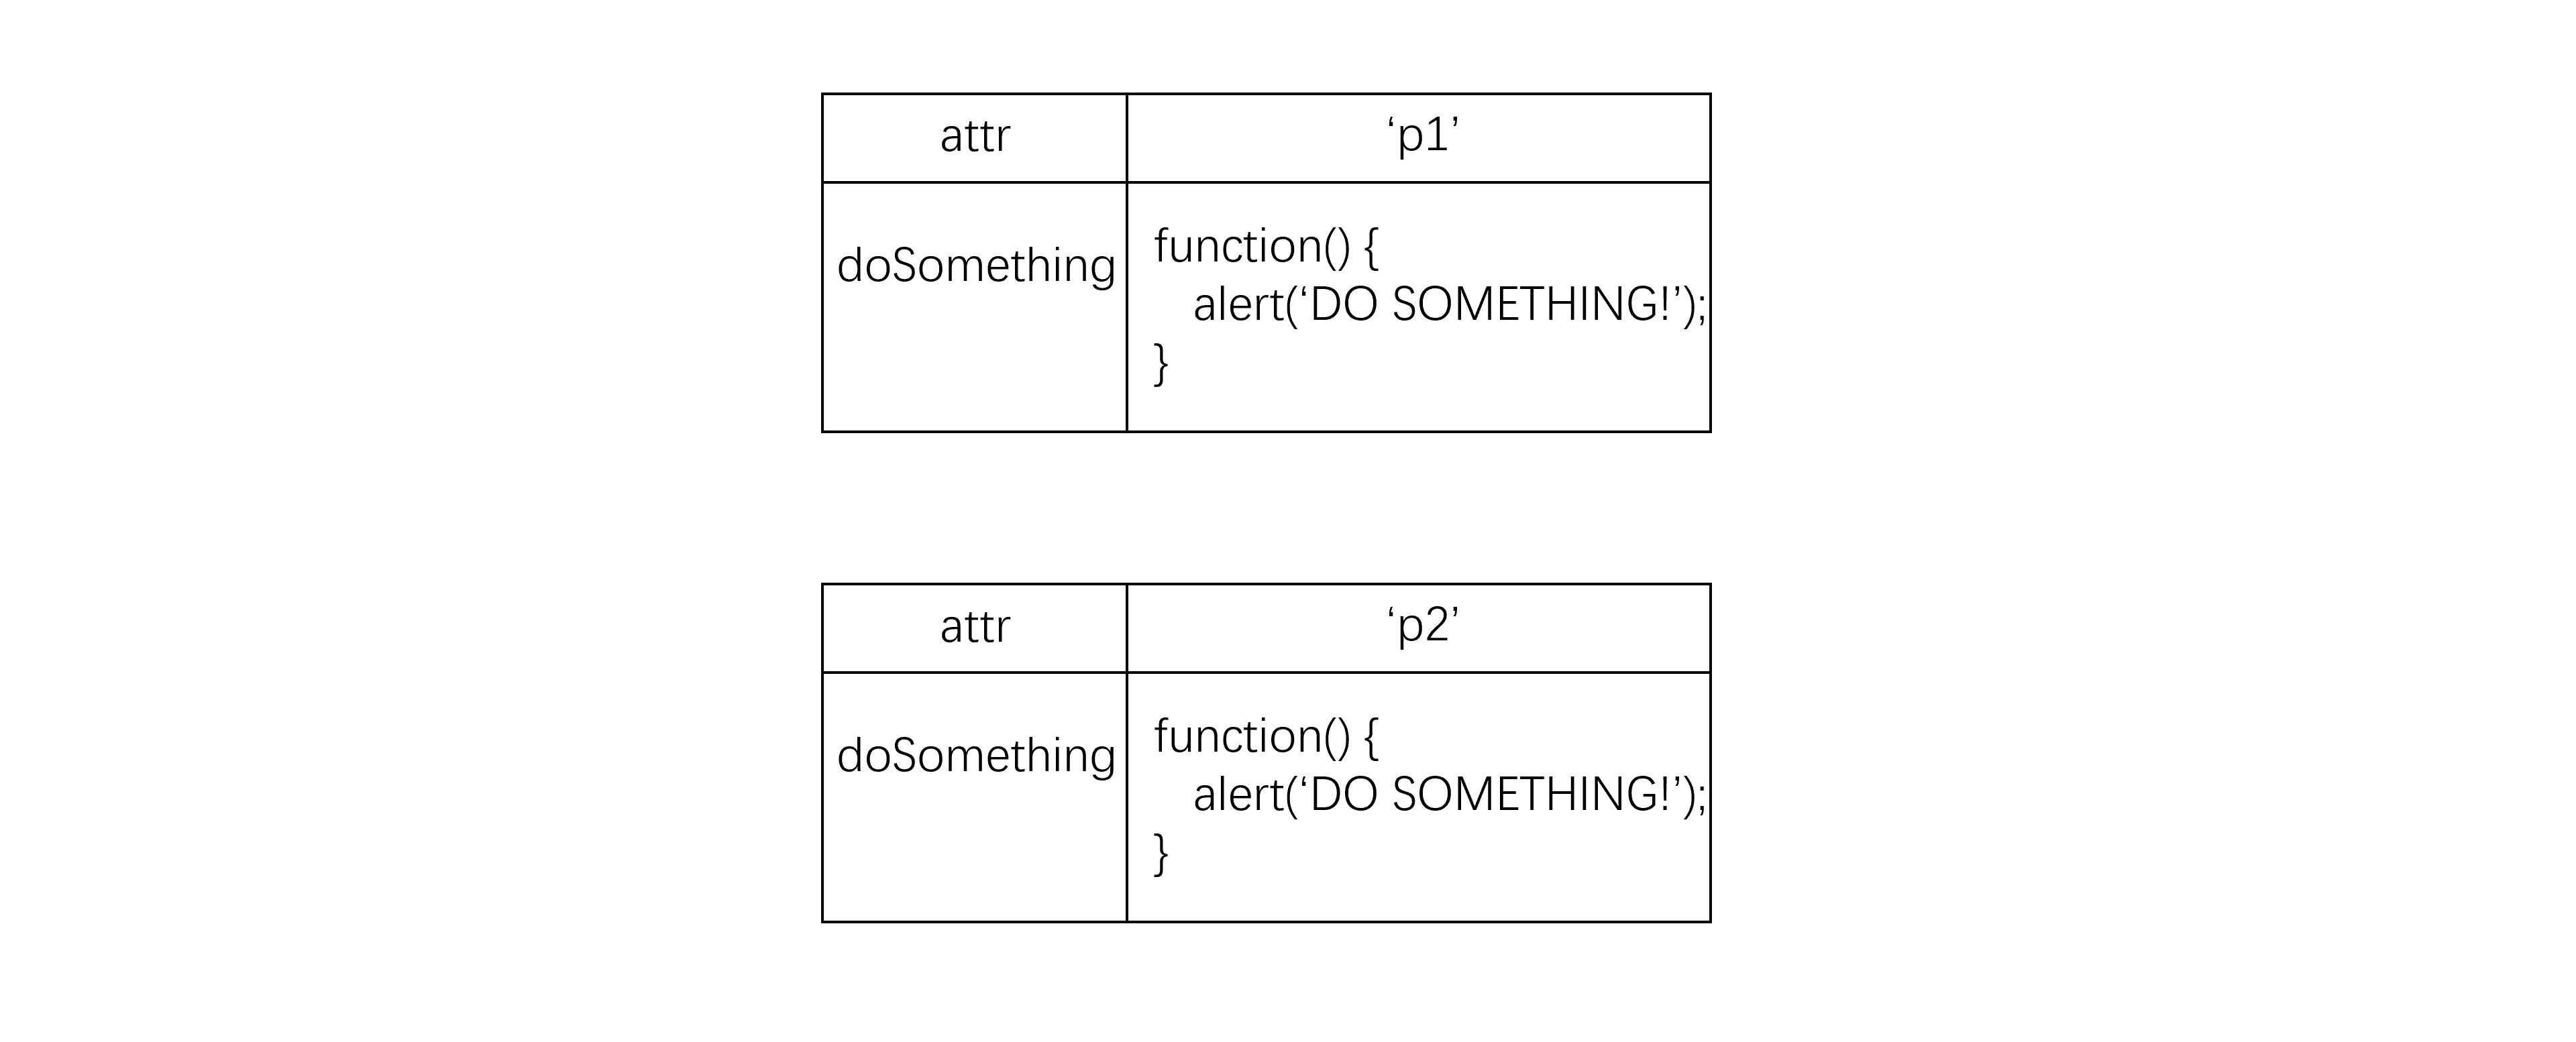 attr ‘p1’
doSomething
function() {
alert(‘DO SOMETHING!’);
}
attr ‘p2’
doSomething
function() {
alert(‘DO SOMETHING!’);
}